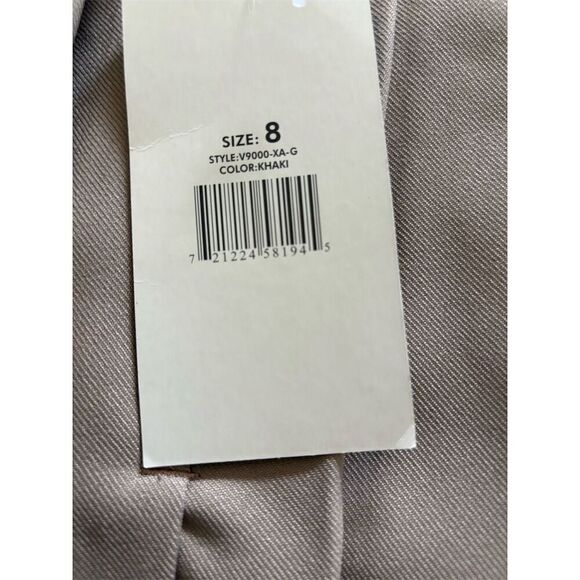 SIZE: 8
STYLE:V9000-XA-G
COLOR:KHAKI
7 21224 58194 5